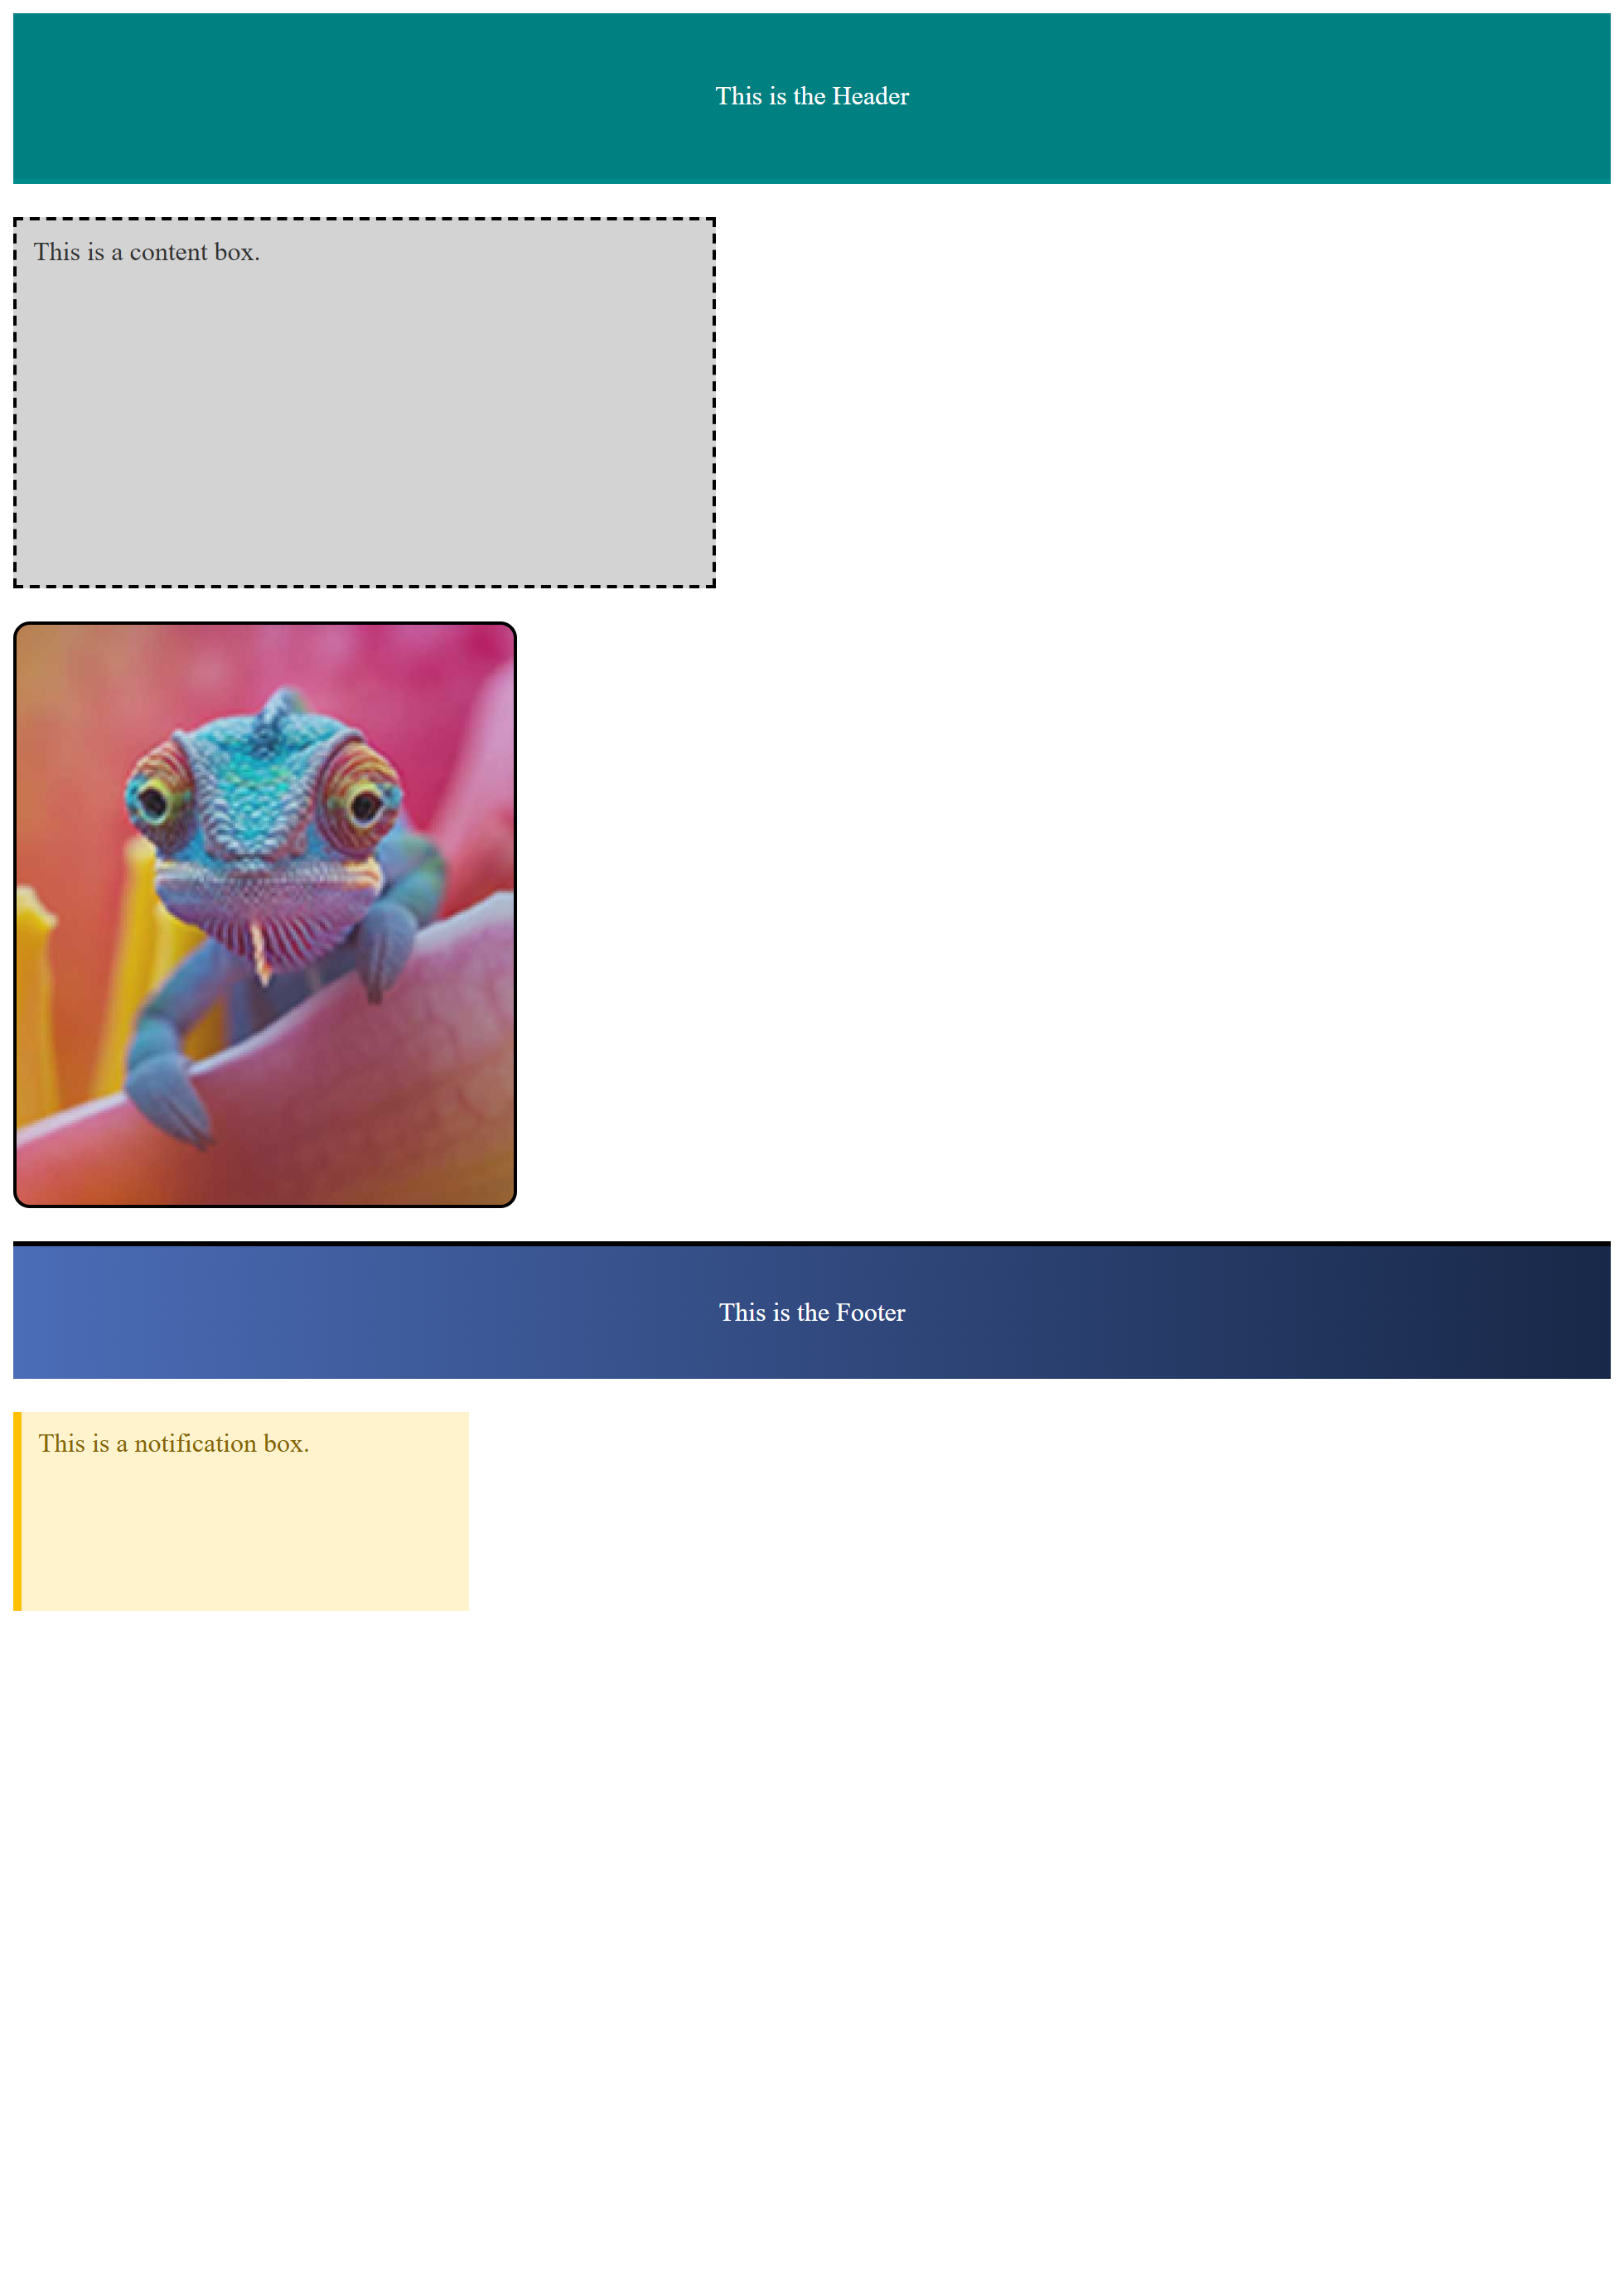 This is the Header
This is a content box.
This is the Footer
This is a notification box.